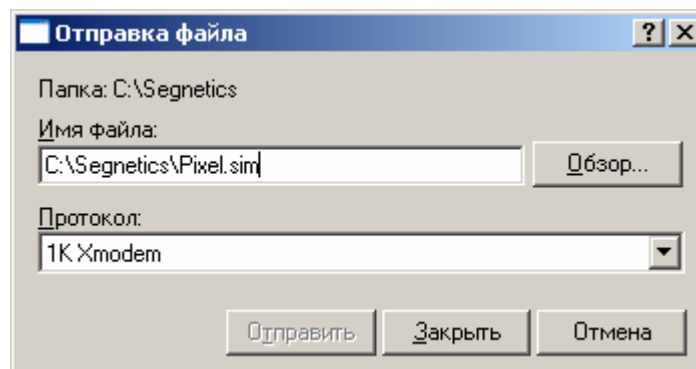 Отправка файла
Папка: C:\Segnetics
Имя файла:
C:\Segnetics\Pixel.sim
Обзор...
Протокол:
1K Xmodem
Отправить Закрыть Отмена